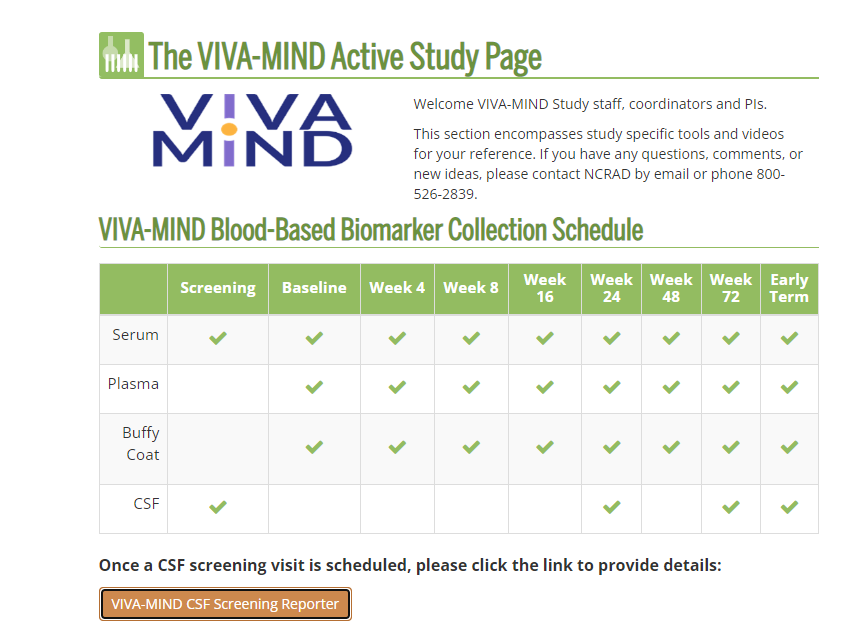 The VIVA-MIND Active Study Page
VIVA
MIND
Welcome VIVA-MIND Study staff, coordinators and PIs.
This section encompasses study specific tools and videos
for your reference. If you have any questions, comments, or
new ideas, please contact NCRAD by email or phone 800-
526-2839.
VIVA-MIND Blood-Based Biomarker Collection Schedule
Screening Baseline Week 4 Week 8 Week 16 Week 24 Week 48 Week 72 Early Term
Serum ✔ ✔ ✔ ✔ ✔ ✔ ✔ ✔ ✔
Plasma ✔ ✔ ✔ ✔ ✔ ✔ ✔ ✔
Buffy Coat ✔ ✔ ✔ ✔ ✔ ✔ ✔ ✔
CSF ✔ ✔ ✔ ✔
Once a CSF screening visit is scheduled, please click the link to provide details:
VIVA-MIND CSF Screening Reporter